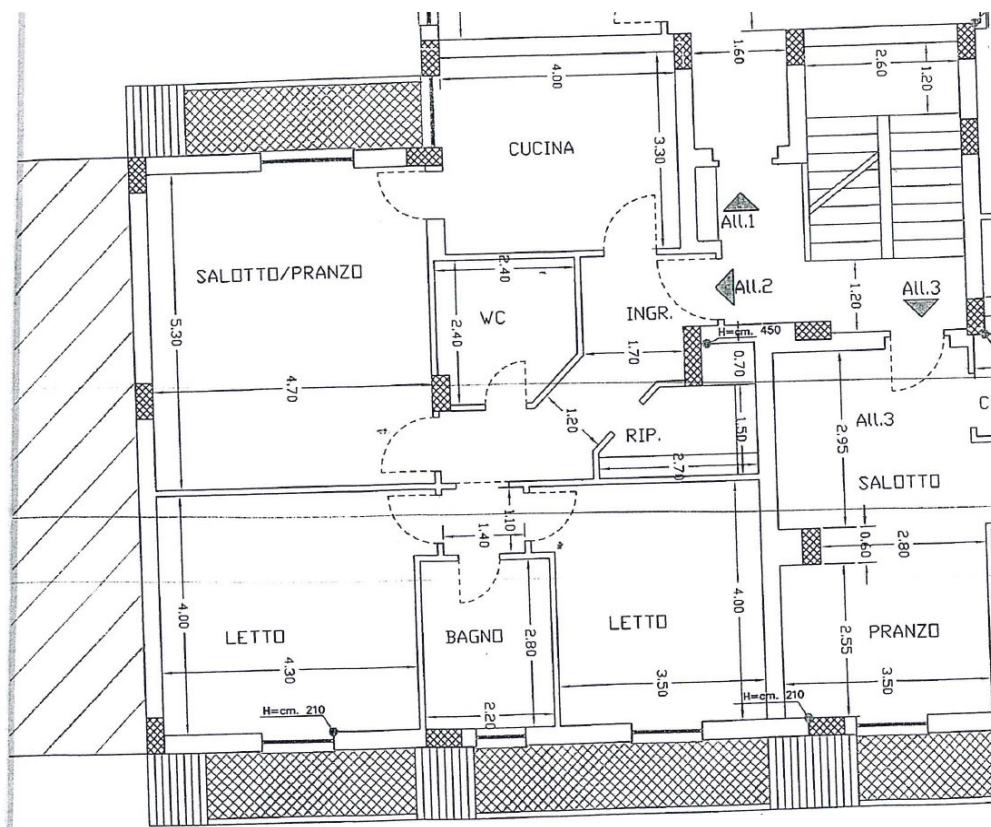 1.60
2.60
1.20
4.00
3.30
CUCINA
All.1
SALOTTO/PRANZO
2.40
WC
INGR.
All.2
1.20
All.3
5.30
2.40
H=cm. 450
1.70
0.70
4.70
1.20
RIP.
1.50
2.95
All.3
C
2.70
SALOTTO
1.10
1.40
0.60
2.80
4.00
LETTO
BAGNO
2.80
LETTO
4.00
PRANZO
2.55
4.30
3.50
3.50
H=cm. 210
2.20
H=cm. 210